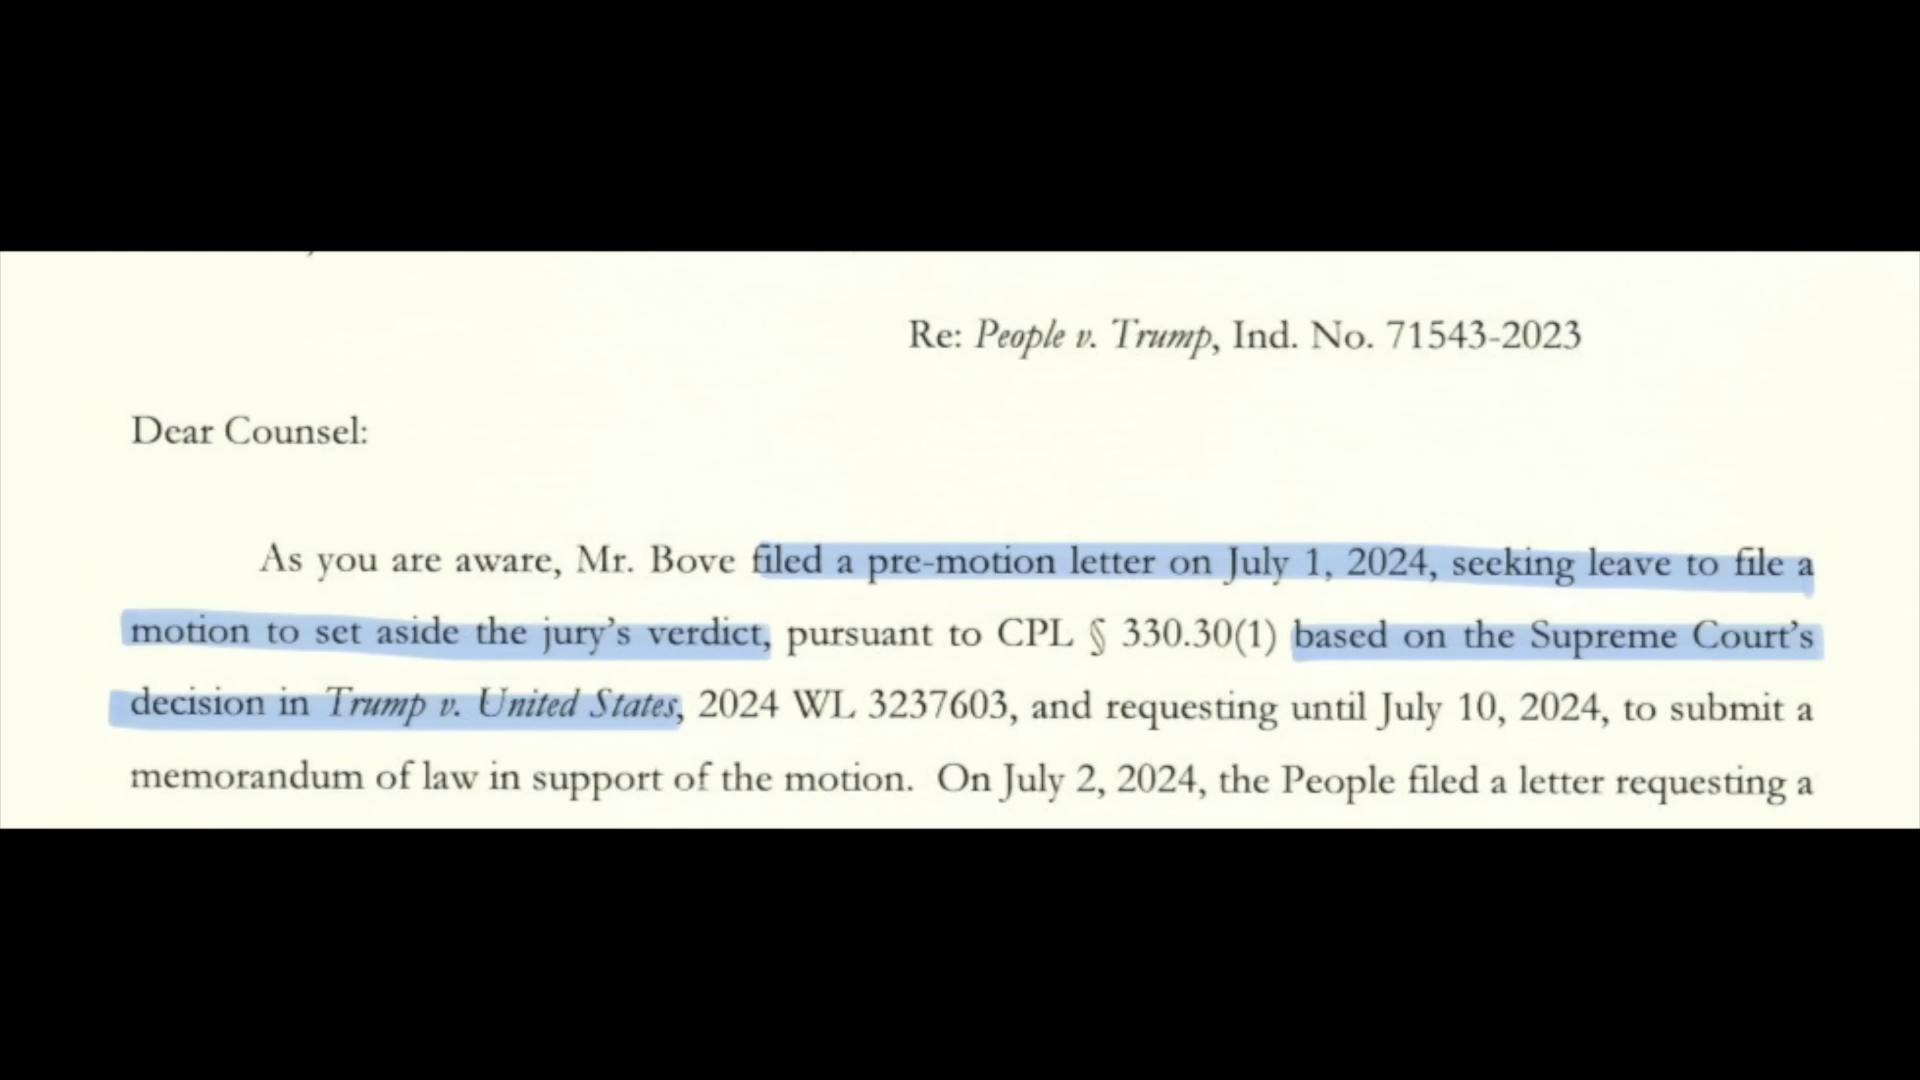 Re: People v. Trump, Ind. No. 71543-2023
Dear Counsel:
As you are aware, Mr. Bove filed a pre-motion letter on July 1, 2024, seeking leave to file a
motion to set aside the jury’s verdict, pursuant to CPL § 330.30(1) based on the Supreme Court’s
decision in Trump v. United States, 2024 WL 3237603, and requesting until July 10, 2024, to submit a
memorandum of law in support of the motion. On July 2, 2024, the People filed a letter requesting a